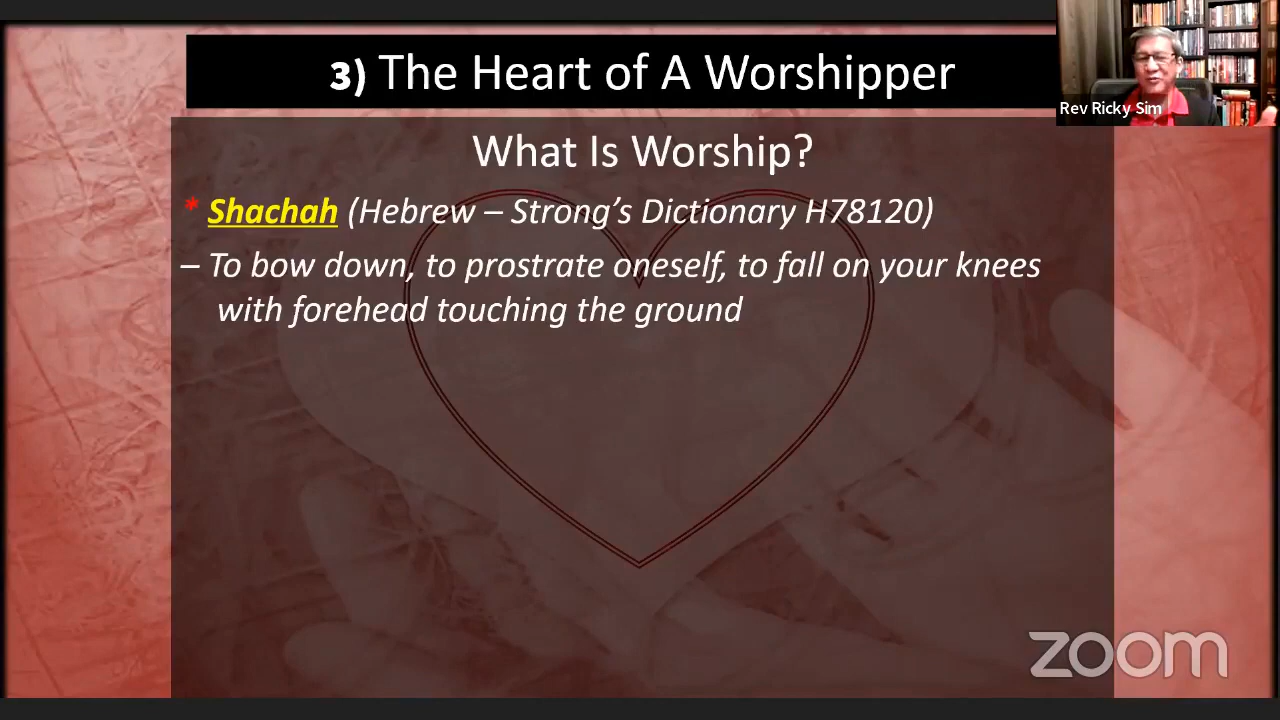 3) The Heart of A Worshipper
Rev Ricky Sim
What Is Worship?
* Shachah (Hebrew – Strong's Dictionary H78120)
– To bow down, to prostrate oneself, to fall on your knees
with forehead touching the ground
zoom